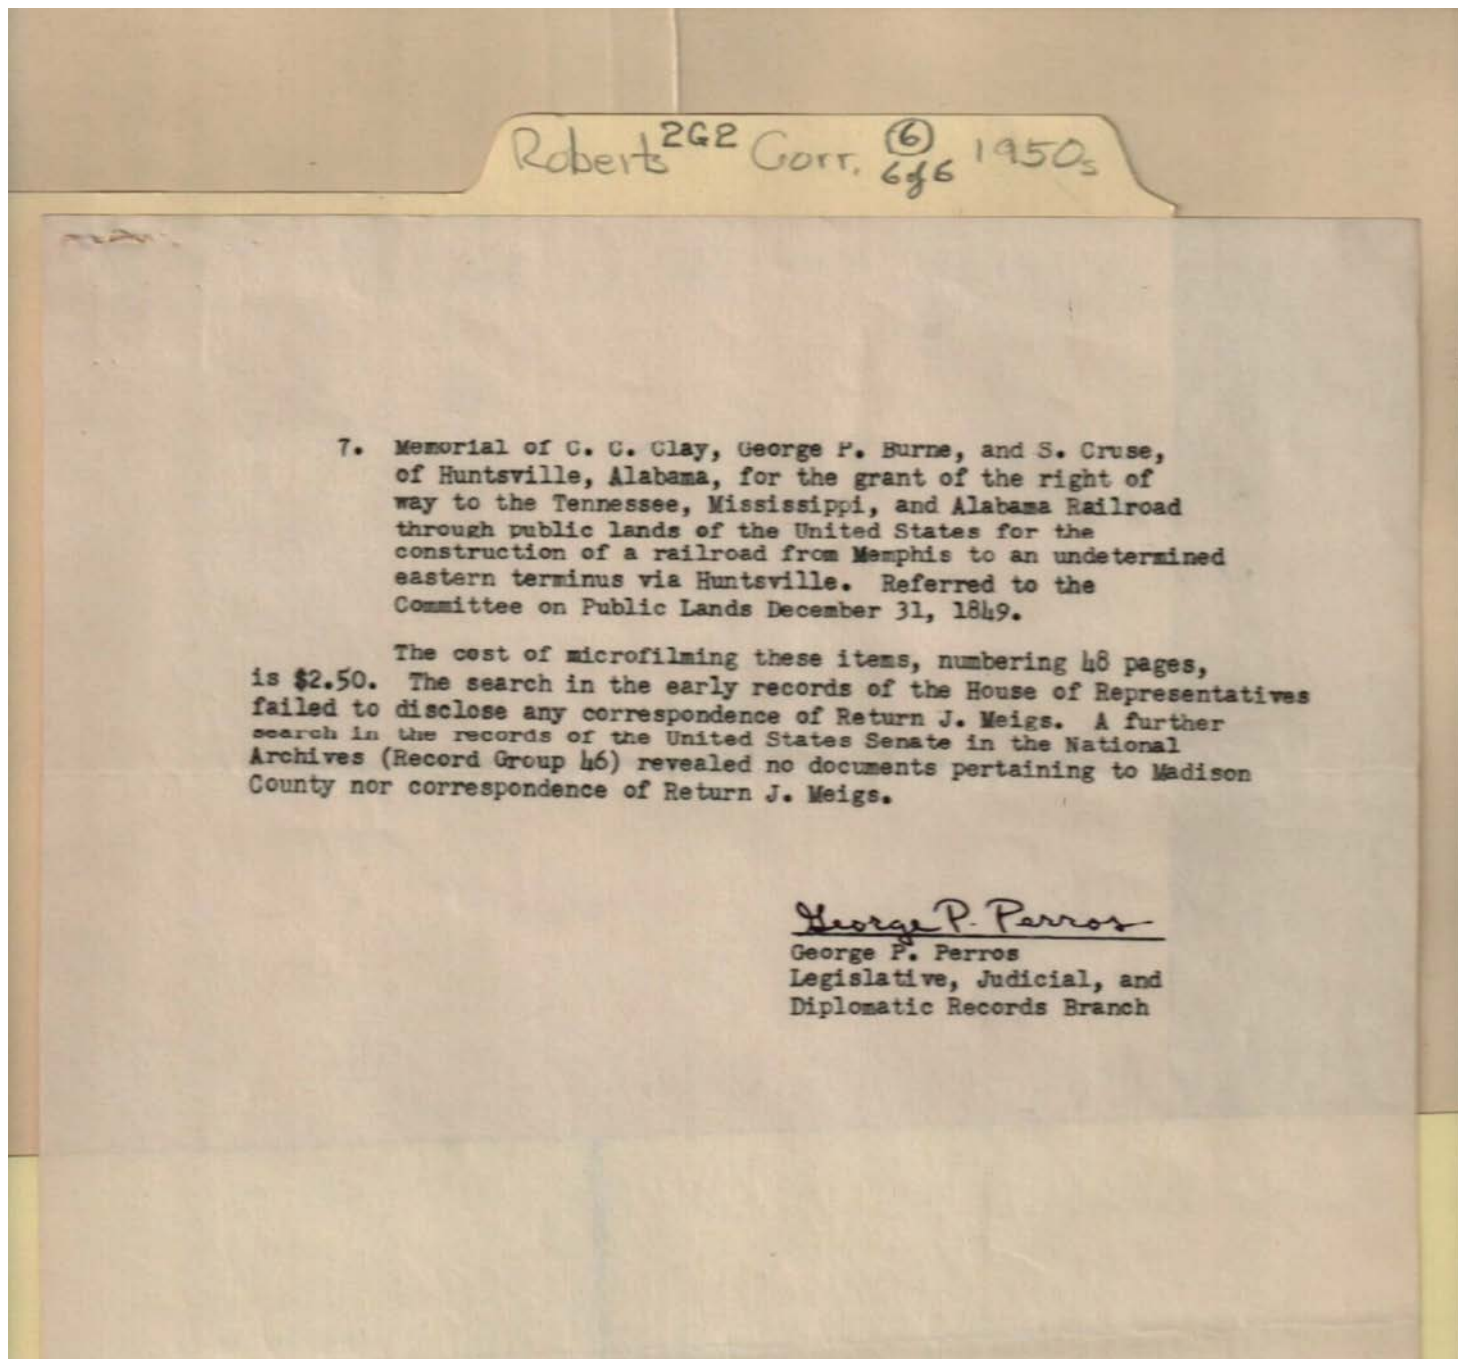 Roberts 2G2 Corr. 6 6 of 6 1950s
7. Memorial of C. C. Clay, George P. Burne, and S. Cruse,
of Huntsville, Alabama, for the grant of the right of
way to the Tennessee, Mississippi, and Alabama Railroad
through public lands of the United States for the
construction of a railroad from Memphis to an undetermined
eastern terminus via Huntsville. Referred to the
Committee on Public Lands December 31, 1849.
The cost of microfilming these items, numbering 48 pages,
is $2.50. The search in the early records of the House of Representatives
failed to disclose any correspondence of Return J. Meigs. A further
search in the records of the United States Senate in the National
Archives (Record Group 46) revealed no documents pertaining to Madison
County nor correspondence of Return J. Meigs.
George P. Perros
George P. Perros
Legislative, Judicial, and
Diplomatic Records Branch